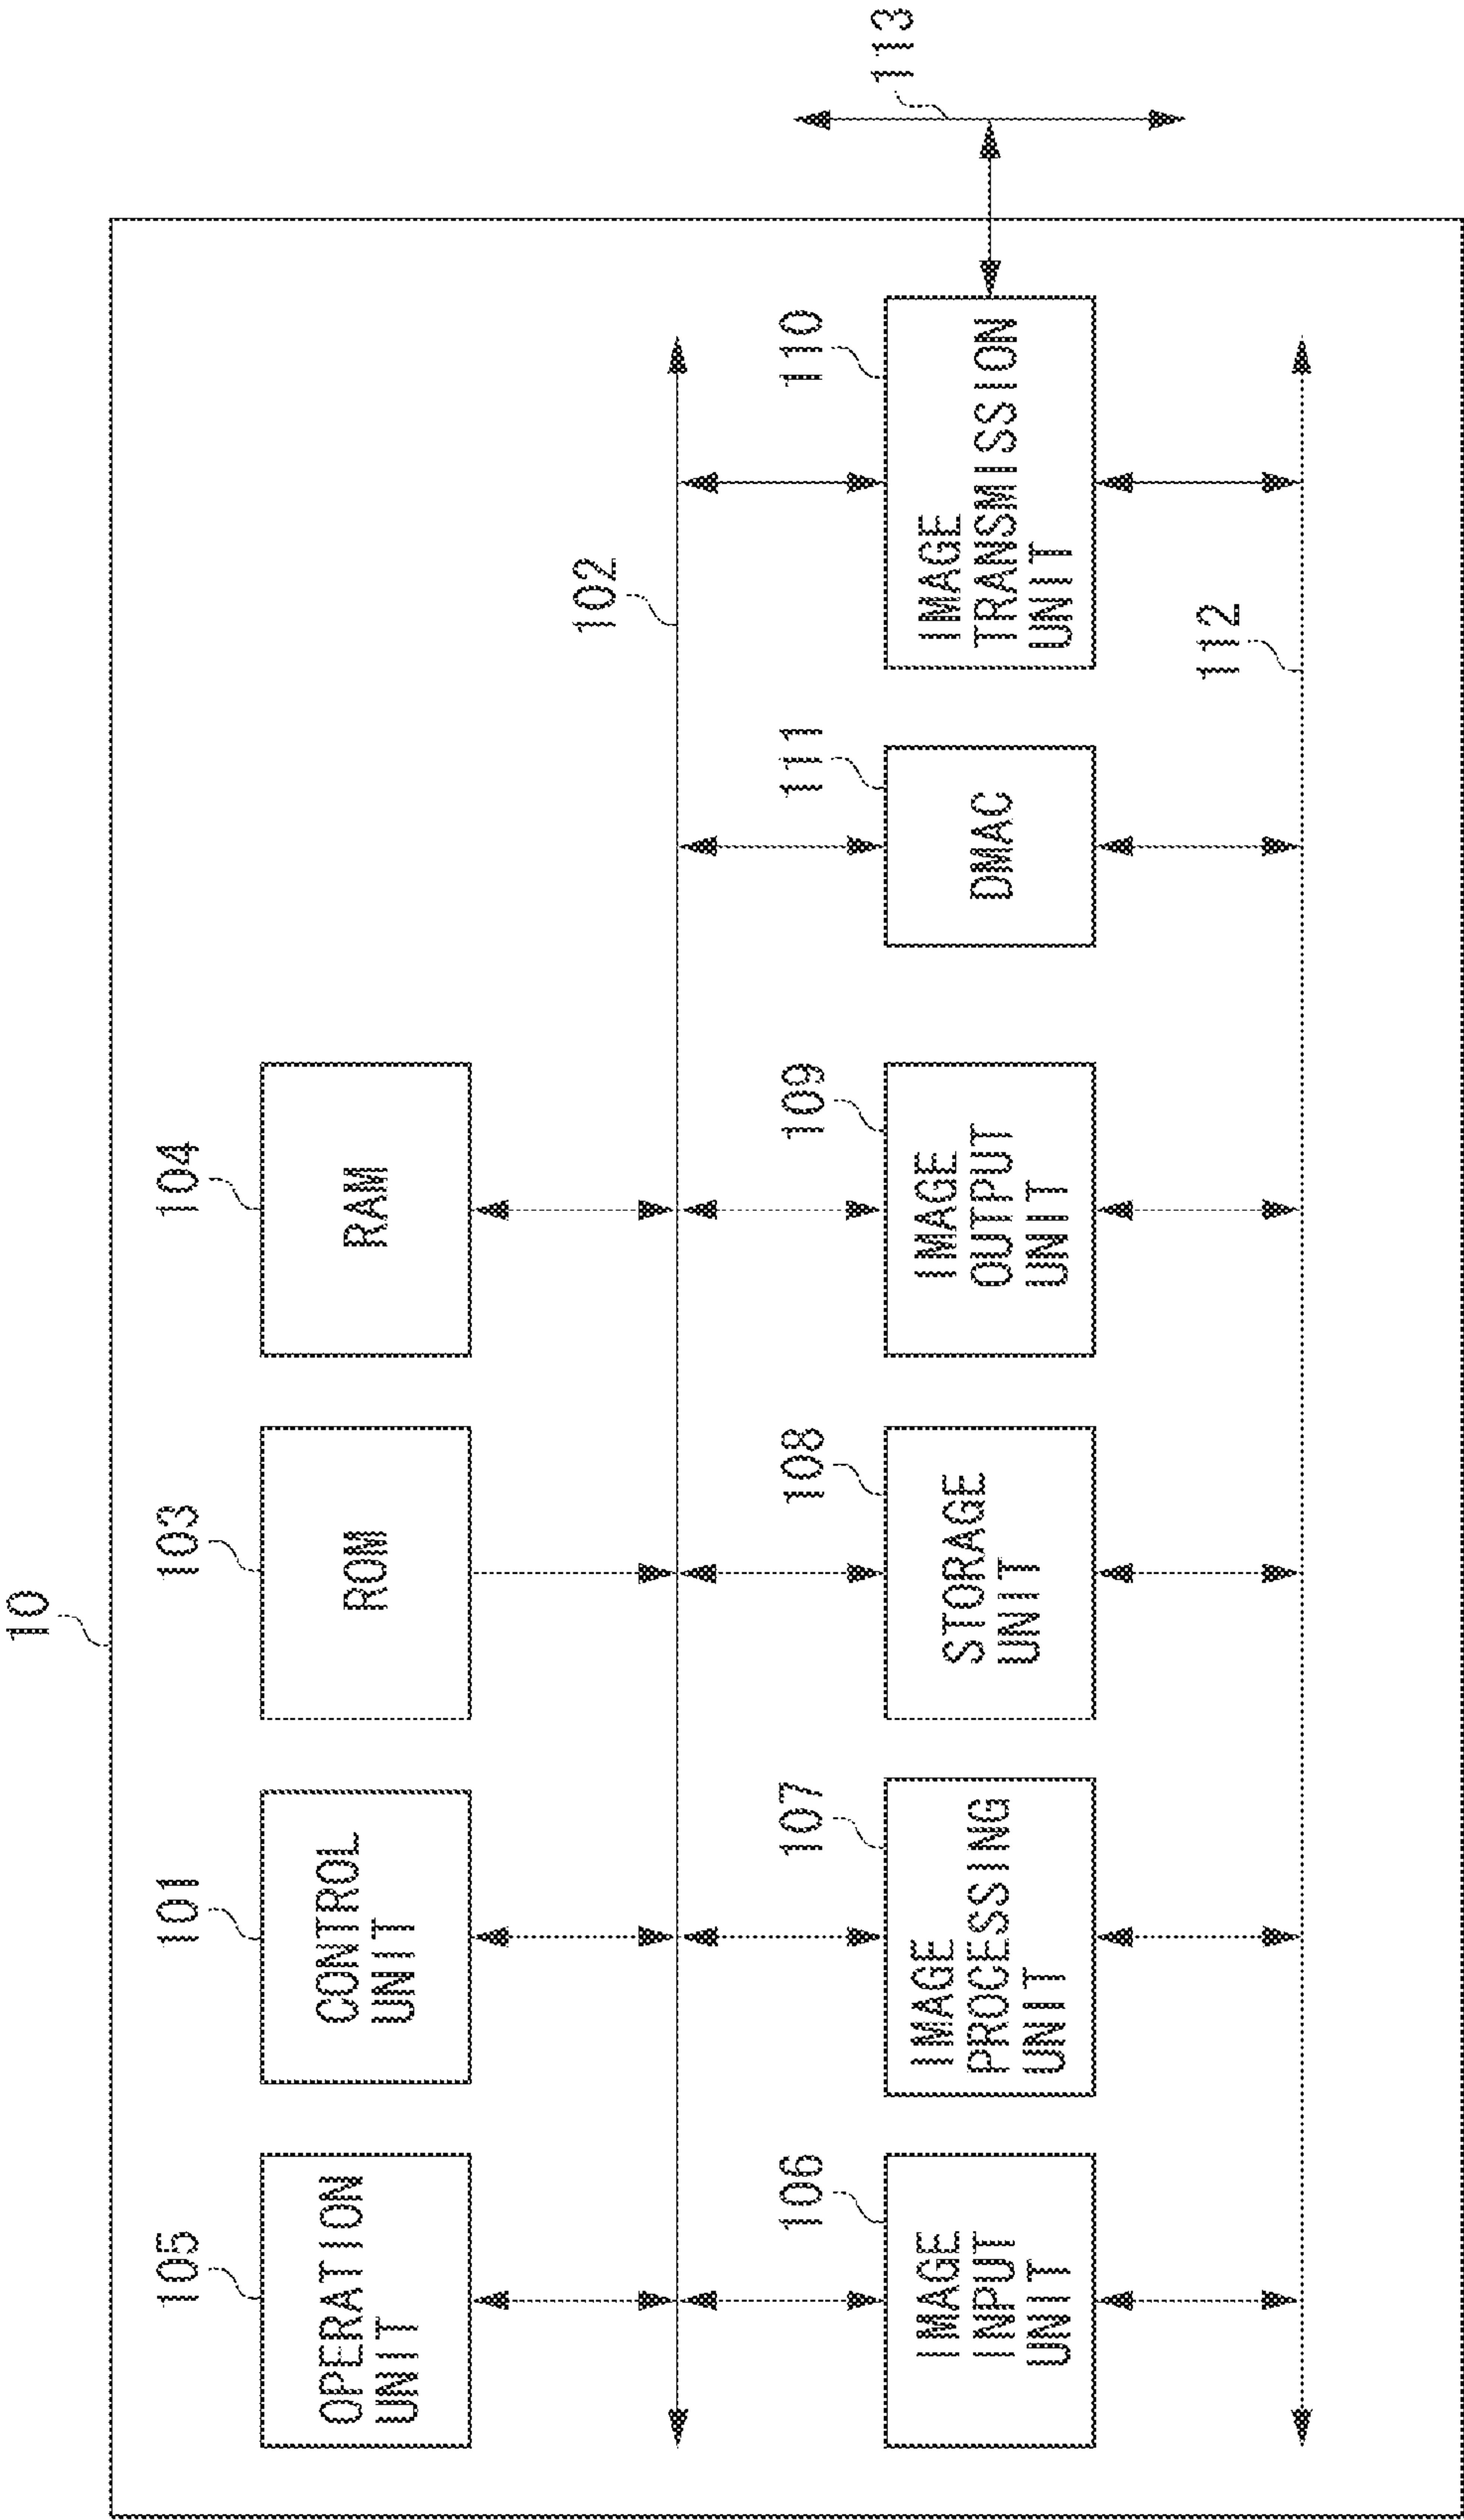 10
105
OPERATION
UNIT
101
CONTROL
UNIT
103
ROM
104
RAM
102
106
IMAGE
INPUT
UNIT
107
IMAGE
PROCESSING
UNIT
108
STORAGE
UNIT
109
IMAGE
OUTPUT
UNIT
111
DMAC
110
IMAGE
TRANSMISSION
UNIT
112
113